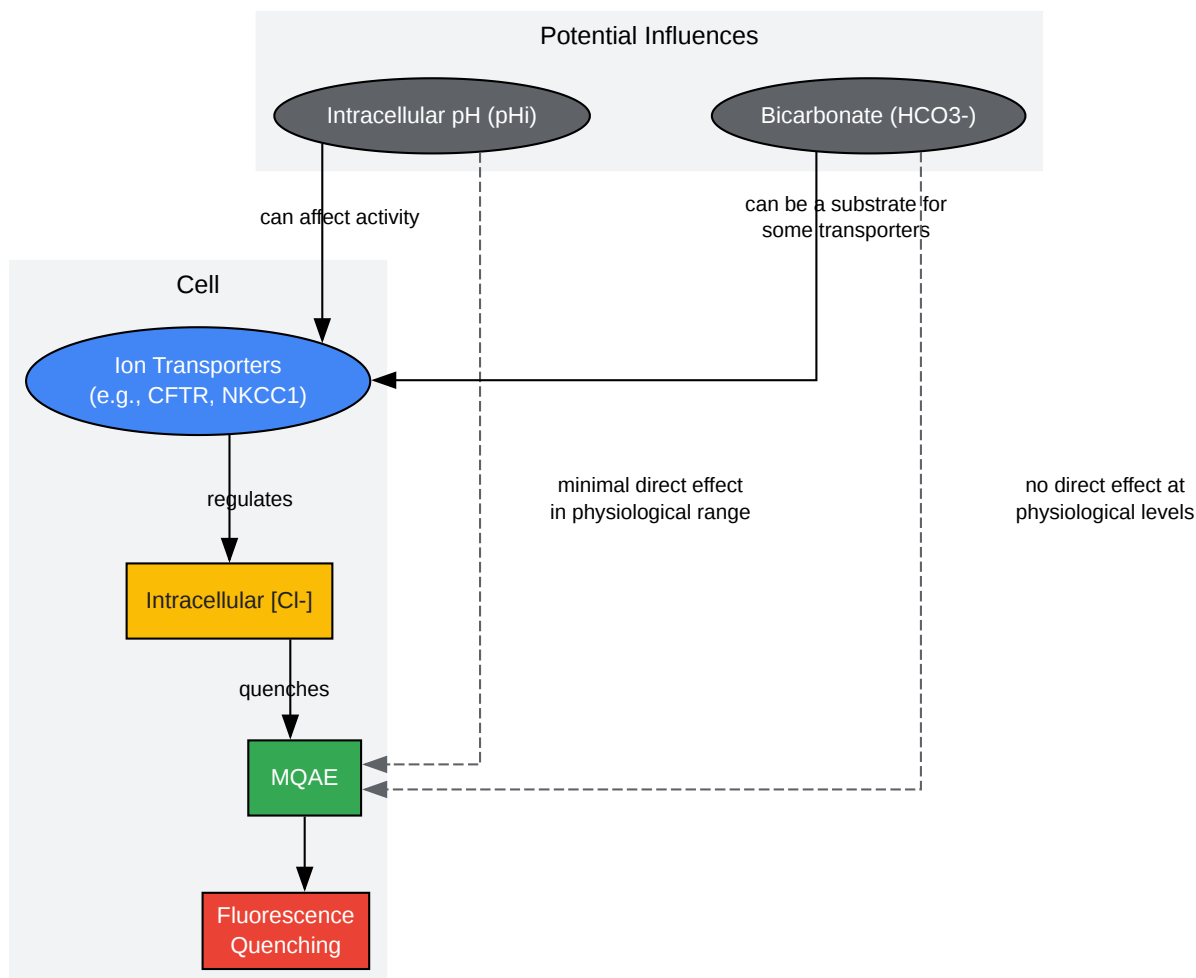 Potential Influences
Intracellular pH (pHi)
Bicarbonate (HCO3-)
can affect activity
can be a substrate for
some transporters
Cell
Ion Transporters
(e.g., CFTR, NKCC1)
regulates
minimal direct effect
in physiological range
no direct effect at
physiological levels
Intracellular [Cl-]
quenches
MQAE
Fluorescence
Quenching